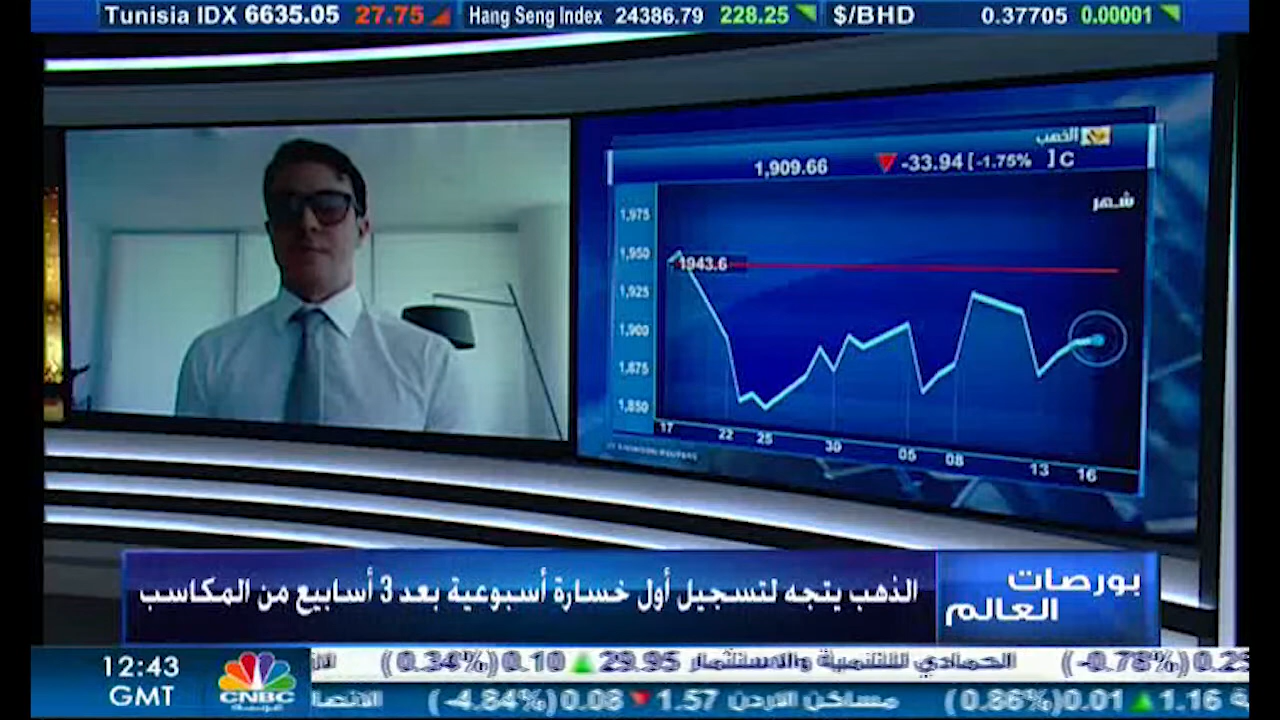 Tunisia IDX 6635.05 27.75 Hang Seng Index 24386.79 228.25 $/BHD 0.37705 0.00001
الذهب
1,909.66 -33.94 [-1.75% ]C
شهر
1,975
1,950
1943.6
1,925
1,900
1,875
1,850
17 22 25 30 05 08 13 16
بورصات
العالم
الذهب يتجه لتسجيل أول خسارة أسبوعية بعد 3 أسابيع من المكاسب
12:43
GMT
CNBC
عربية
(-0.78%) الحمادي للتنمية والاستثمار 29.95 0.10 (0.34%)
1.16 0.01 (0.86%) مساكن الاردن 1.57 0.08 (-4.84%)